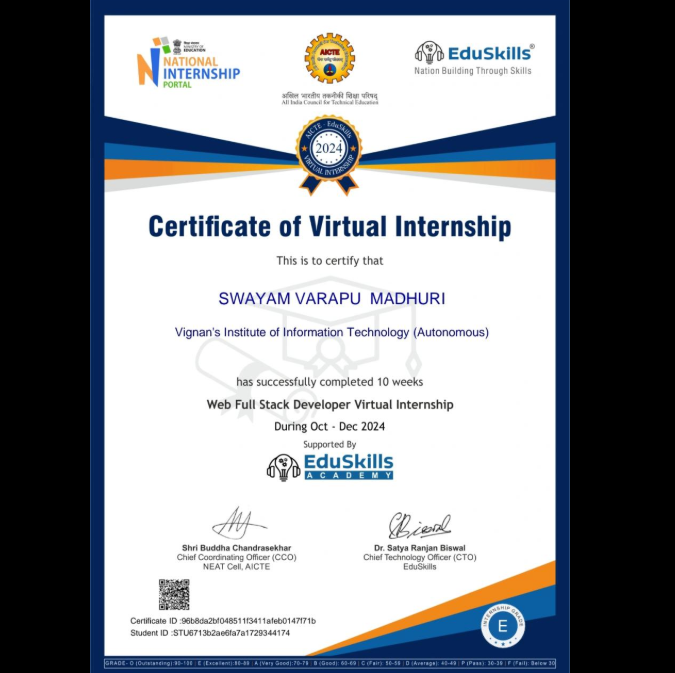 शिक्षा मंत्रालय
MINISTRY OF
EDUCATION
NATIONAL
INTERNSHIP
PORTAL
AICTE
अखिल भारतीय तकनीकी शिक्षा परिषद्
All India Council for Technical Education
EduSkills®
Nation Building Through Skills
AICTE - EduSkills
2024
VIRTUAL INTERNSHIP
Certificate of Virtual Internship
This is to certify that
SWAYAM VARAPU MADHURI
Vignan's Institute of Information Technology (Autonomous)
has successfully completed 10 weeks
Web Full Stack Developer Virtual Internship
During Oct - Dec 2024
Supported By
EduSkills
ACADEMY
Shri Buddha Chandrasekhar
Chief Coordinating Officer (CCO)
NEAT Cell, AICTE
Dr. Satya Ranjan Biswal
Chief Technology Officer (CTO)
EduSkills
Certificate ID :96b8da2bf048511f3411afeb0147f71b
Student ID :STU6713b2ae6fa7a1729344174
INTERNSHIP GRADE
E
GRADE- O (Outstanding):90-100 | E (Excellent):80-89 | A (Very Good):70-79 | B (Good): 60-69 | C (Fair): 50-59 | D (Average): 40-49 | P (Pass): 30-39 | F (Fail): Below 30